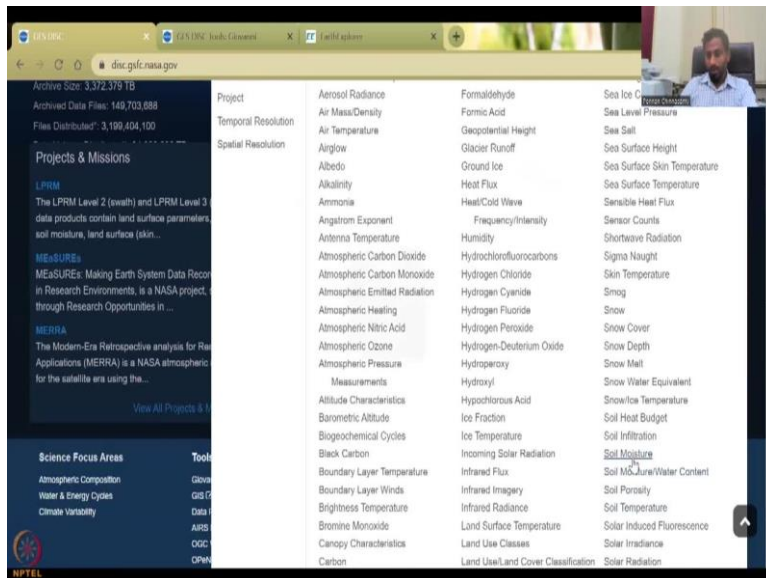 GES DISC
GES DISC
EarthExplorer
disc.gsfc.nasa.gov
Archive Size: 3,372.379 TB
Archived Data Files: 149,703,688
Files Distributed*: 3,199,404,100
Projects & Missions
LPRM
The LPRM Level 2 (swath) and LPRM Level 3 (
data products contain land surface parameters,
soil moisture, land surface (skin...
MEaSUREs
MEaSUREs: Making Earth System Data Recor
in Research Environments, is a NASA project, s
through Research Opportunities in ...
MERRA
The Modern-Era Retrospective analysis for Res
Applications (MERRA) is a NASA atmospheric
for the satellite era using the...
View All Projects & M
Science Focus Areas
Atmospheric Composition
Water & Energy Cycles
Climate Variability
Tools
Giova
GIS
Data
AIRS
OGC
OPeN
Project
Temporal Resolution
Spatial Resolution
Aerosol Radiance
Air Mass/Density
Air Temperature
Airglow
Albedo
Alkalinity
Ammonia
Angstrom Exponent
Antenna Temperature
Atmospheric Carbon Dioxide
Atmospheric Carbon Monoxide
Atmospheric Emitted Radiation
Atmospheric Heating
Atmospheric Nitric Acid
Atmospheric Ozone
Atmospheric Pressure
Measurements
Altitude Characteristics
Barometric Altitude
Biogeochemical Cycles
Black Carbon
Boundary Layer Temperature
Boundary Layer Winds
Brightness Temperature
Bromine Monoxide
Canopy Characteristics
Carbon
Formaldehyde
Formic Acid
Geopotential Height
Glacier Runoff
Ground Ice
Heat Flux
Heat/Cold Wave
Frequency/Intensity
Humidity
Hydrochlorofluorocarbons
Hydrogen Chloride
Hydrogen Cyanide
Hydrogen Fluoride
Hydrogen Peroxide
Hydrogen-Deuterium Oxide
Hydroperoxy
Hydroxyl
Hypochlorous Acid
Ice Fraction
Ice Temperature
Incoming Solar Radiation
Infrared Flux
Infrared Imagery
Infrared Radiance
Land Surface Temperature
Land Use Classes
Land Use/Land Cover Classification
Sea Ice C
Sea Level Pressure
Sea Salt
Sea Surface Height
Sea Surface Skin Temperature
Sea Surface Temperature
Sensible Heat Flux
Sensor Counts
Shortwave Radiation
Sigma Naught
Skin Temperature
Smog
Snow
Snow Cover
Snow Depth
Snow Melt
Snow Water Equivalent
Snow/Ice Temperature
Soil Heat Budget
Soil Infiltration
Soil Moisture
Soil Moisture/Water Content
Soil Porosity
Soil Temperature
Solar Induced Fluorescence
Solar Irradiance
Solar Radiation
NPTEL